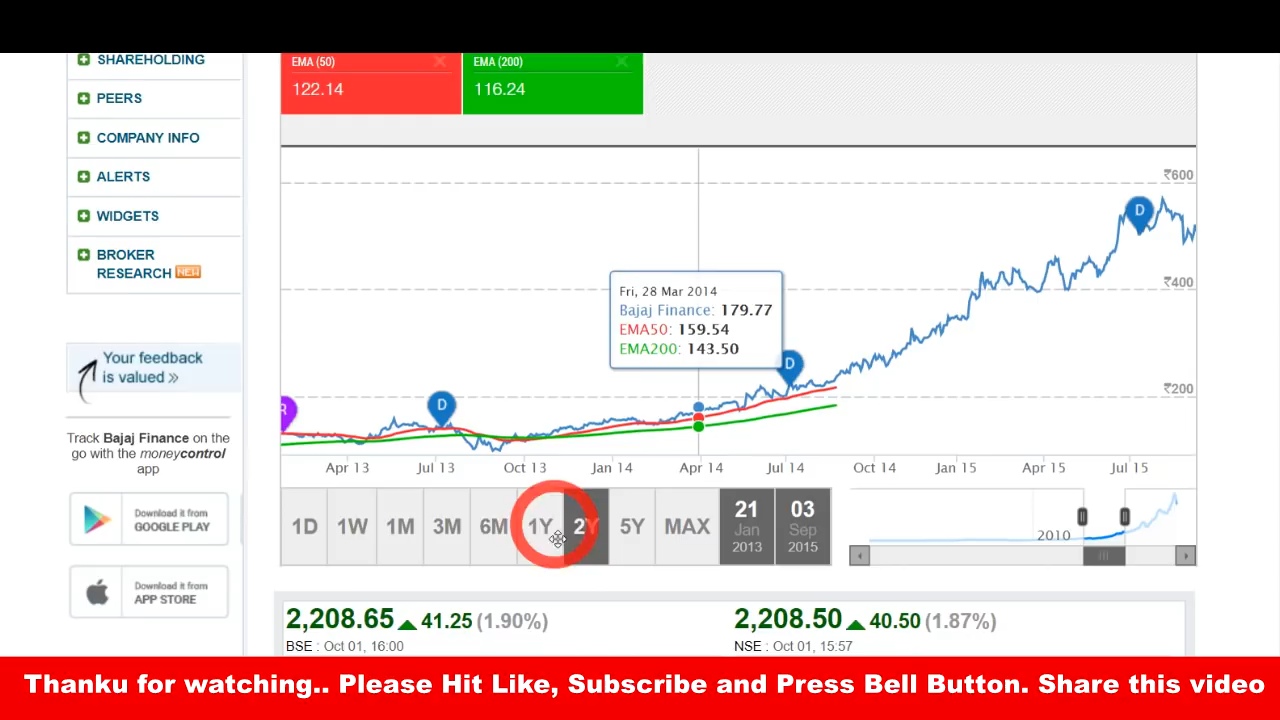 SHAREHOLDING
PEERS
COMPANY INFO
ALERTS
WIDGETS
BROKER
RESEARCH NEW
Your feedback
is valued »
Track Bajaj Finance on the
go with the moneycontrol
app
Download it from
GOOGLE PLAY
Download it from
APP STORE
EMA (50)
122.14
EMA (200)
116.24
₹600
₹400
₹200
D
Fri, 28 Mar 2014
Bajaj Finance: 179.77
EMA50: 159.54
EMA200: 143.50
D
D
R
Apr 13 Jul 13 Oct 13 Jan 14 Apr 14 Jul 14 Oct 14 Jan 15 Apr 15 Jul 15
1D 1W 1M 3M 6M 1Y 2Y 5Y MAX
21
Jan
2013
03
Sep
2015
2010
2,208.65 41.25 (1.90%)
BSE : Oct 01, 16:00
2,208.50 40.50 (1.87%)
NSE : Oct 01, 15:57
Thanku for watching.. Please Hit Like, Subscribe and Press Bell Button. Share this video